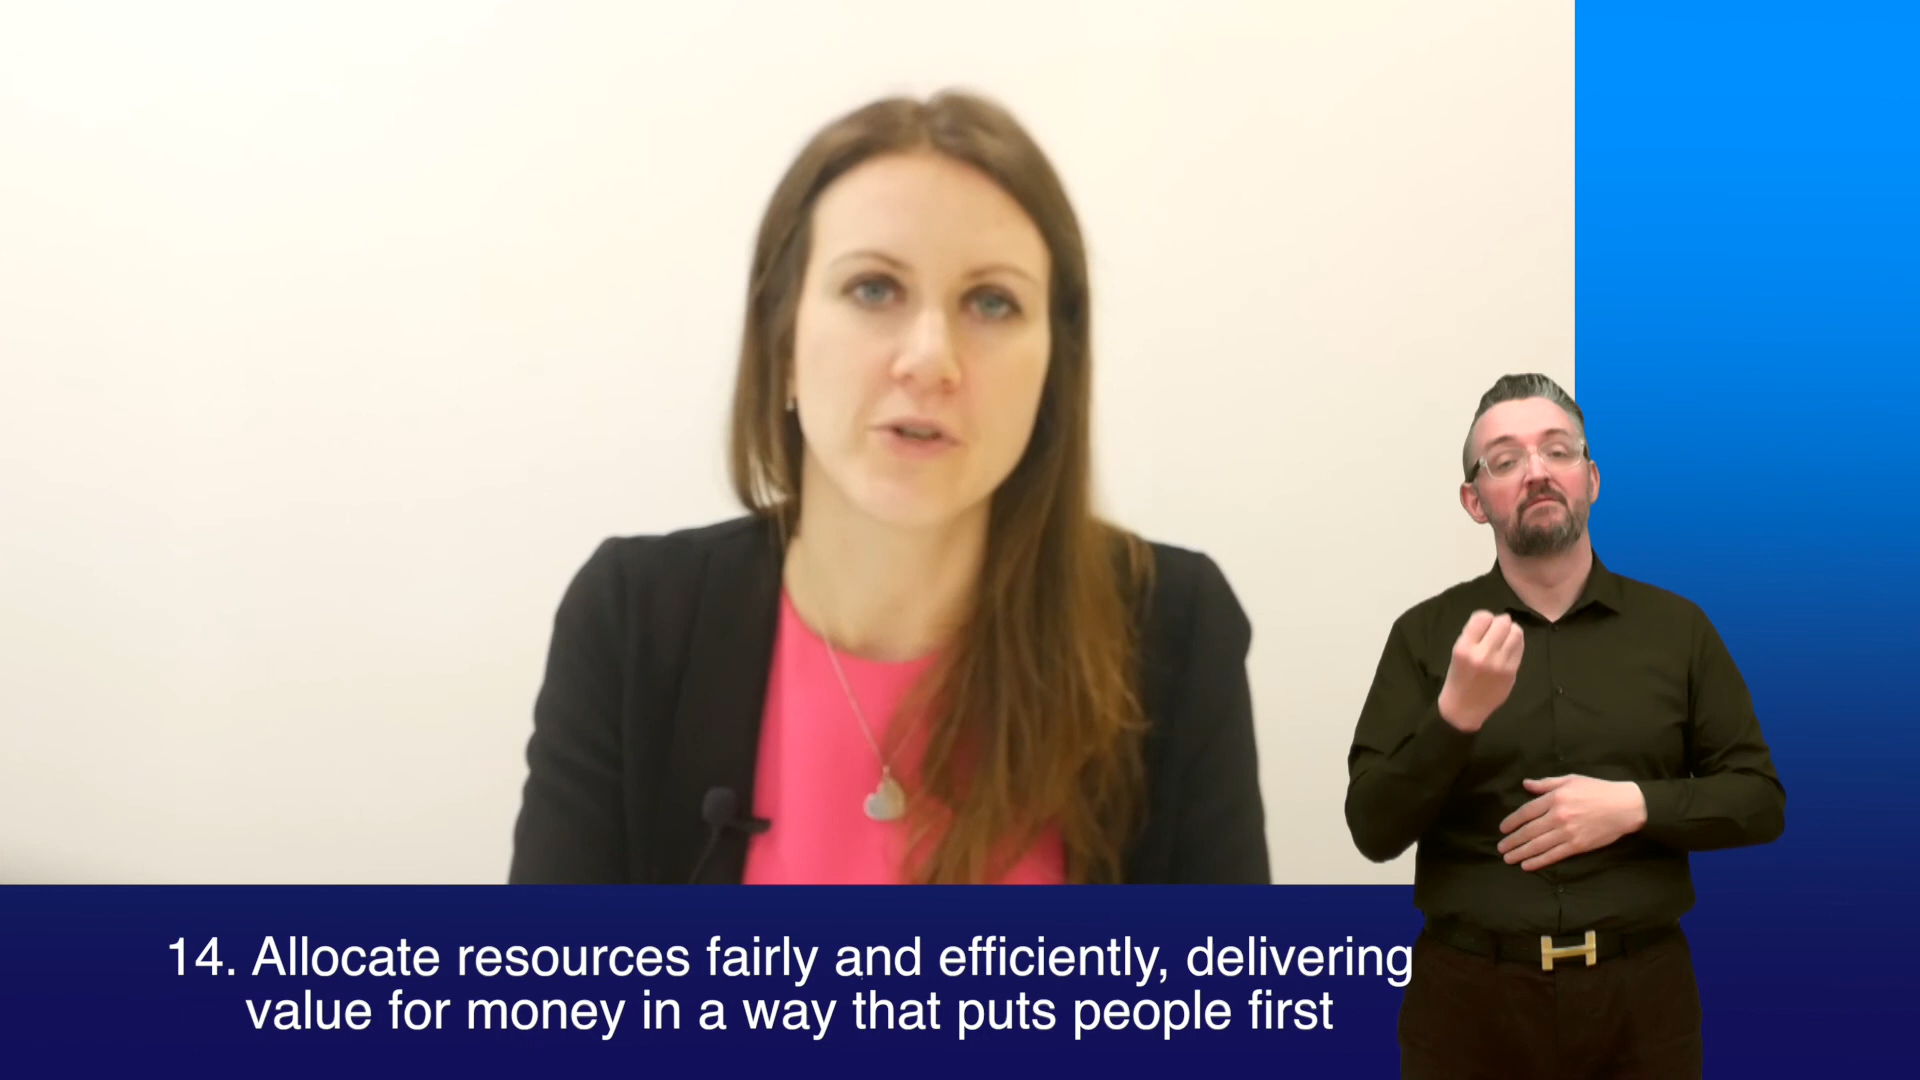 14. Allocate resources fairly and efficiently, delivering
value for money in a way that puts people first